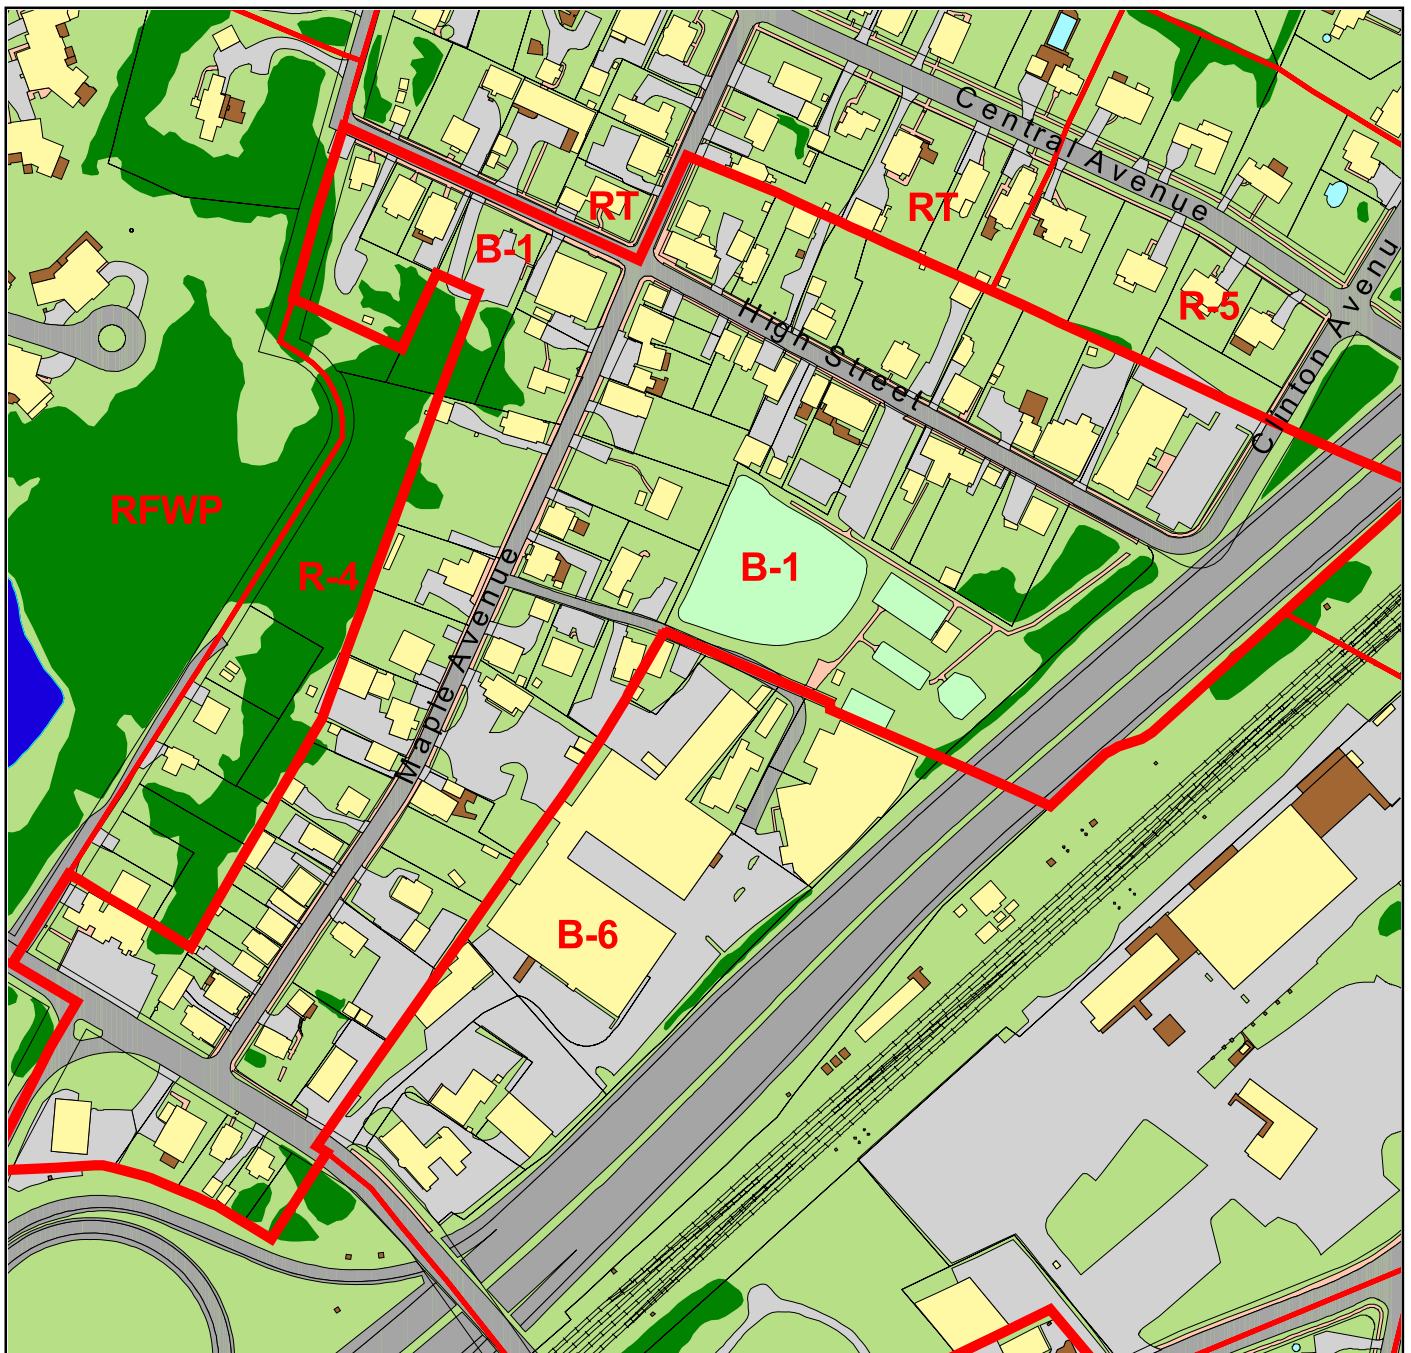 Central Avenue
RT
RT
B-1
R-5
Clinton Avenu
High Street
RFWP
R-4
B-1
Maple Avenue
B-6